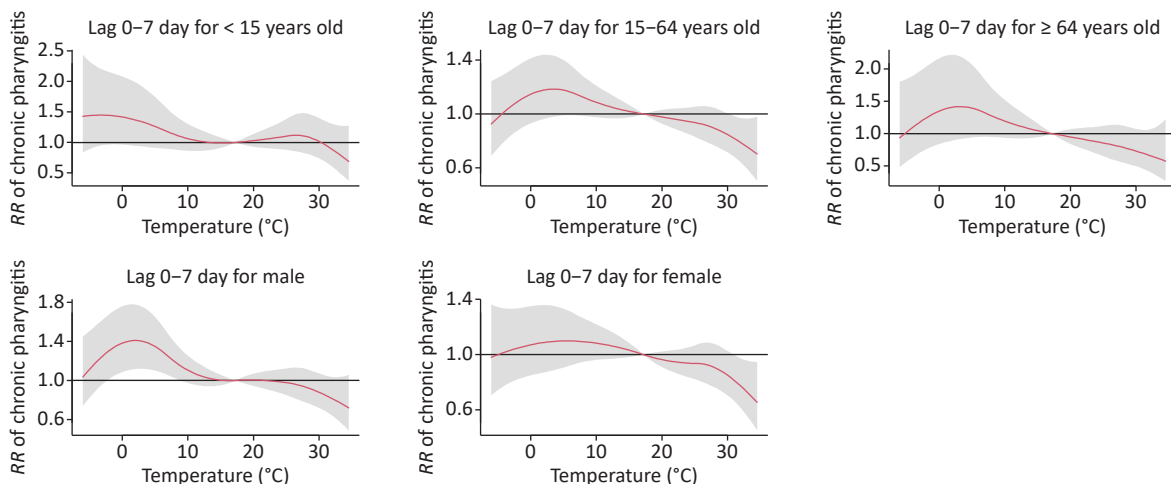 Lag 0–7 day for < 15 years old
RR of chronic pharyngitis
2.5
2.0
1.5
1.0
0.5
0
10
20
30
Temperature (°C)
Lag 0–7 day for 15–64 years old
RR of chronic pharyngitis
1.4
1.0
0.6
0
10
20
30
Temperature (°C)
Lag 0–7 day for ≥ 64 years old
RR of chronic pharyngitis
2.0
1.5
1.0
0.5
0
10
20
30
Temperature (°C)
Lag 0–7 day for male
RR of chronic pharyngitis
1.8
1.4
1.0
0.6
0
10
20
30
Temperature (°C)
Lag 0–7 day for female
RR of chronic pharyngitis
1.4
1.0
0.6
0
10
20
30
Temperature (°C)